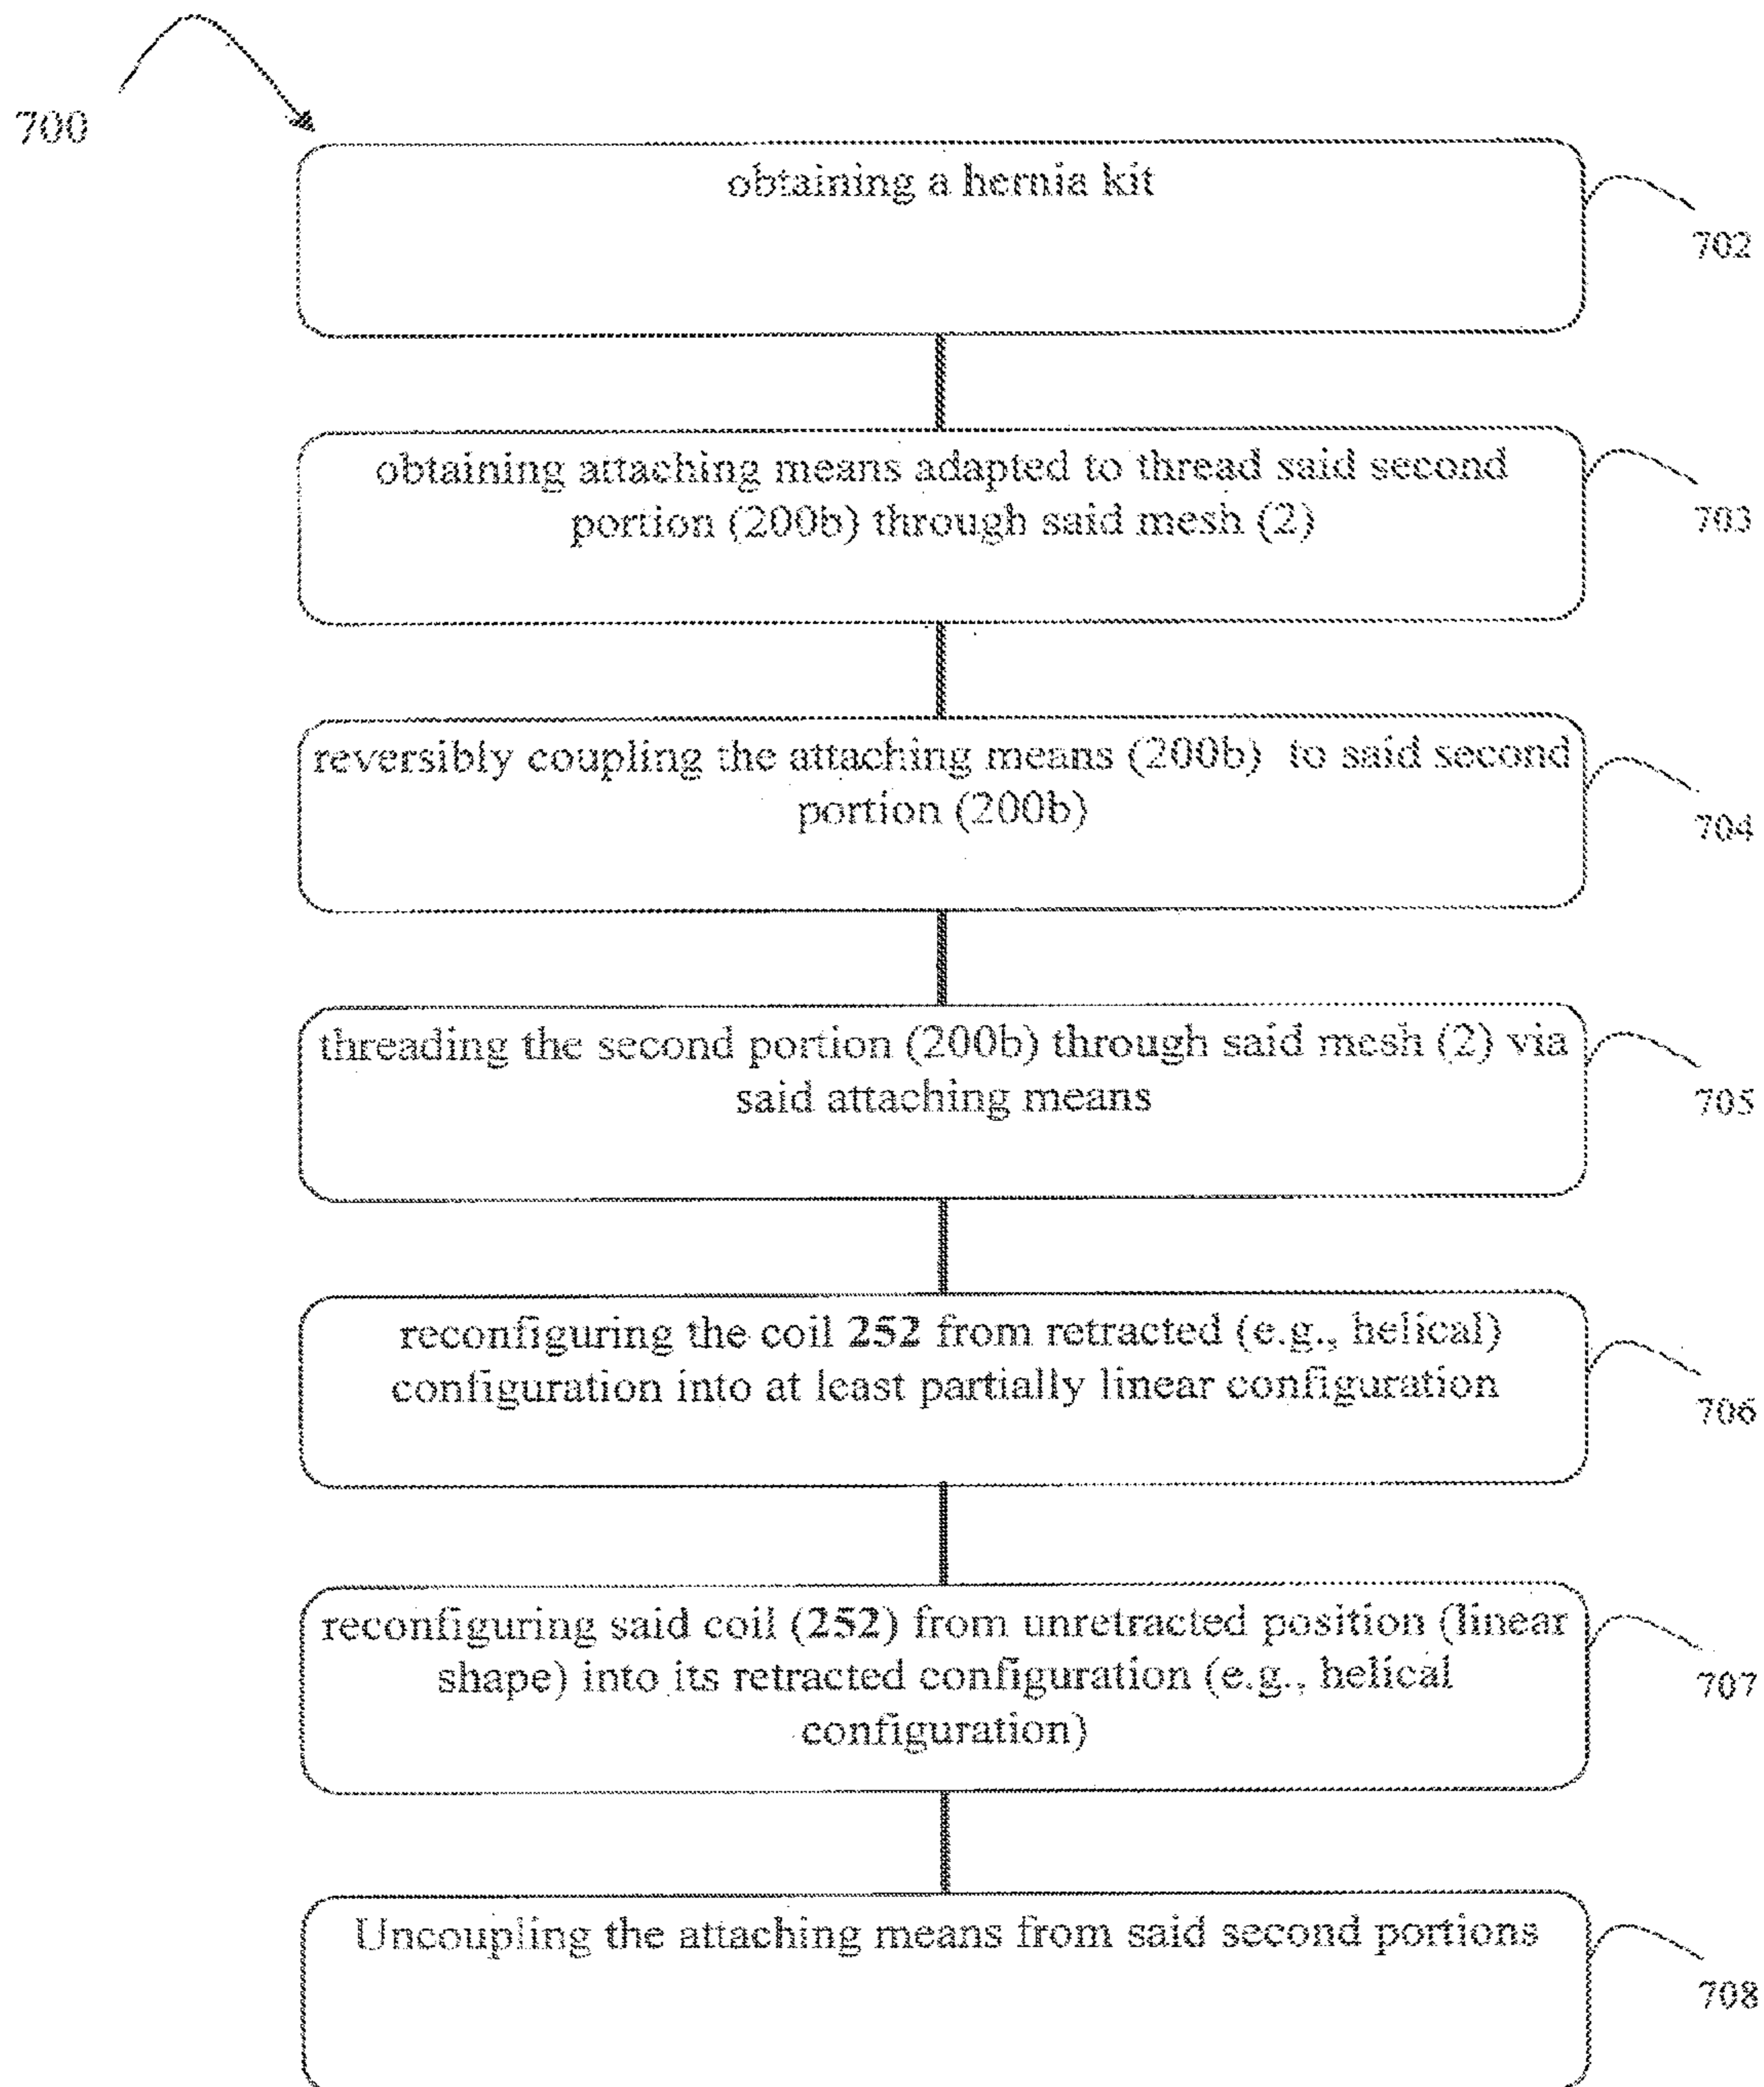 700
obtaining a hernia kit
702
obtaining attaching means adapted to thread said second
portion (200b) through said mesh (2)
703
reversibly coupling the attaching means (200b) to said second
portion (200b)
704
threading the second portion (200b) through said mesh (2) via
said attaching means
705
reconfiguring the coil 252 from retracted (e.g., helical)
configuration into at least partially linear configuration
706
reconfiguring said coil (252) from unretracted position (linear
shape) into its retracted configuration (e.g., helical
configuration)
707
Uncoupling the attaching means from said second portions
708